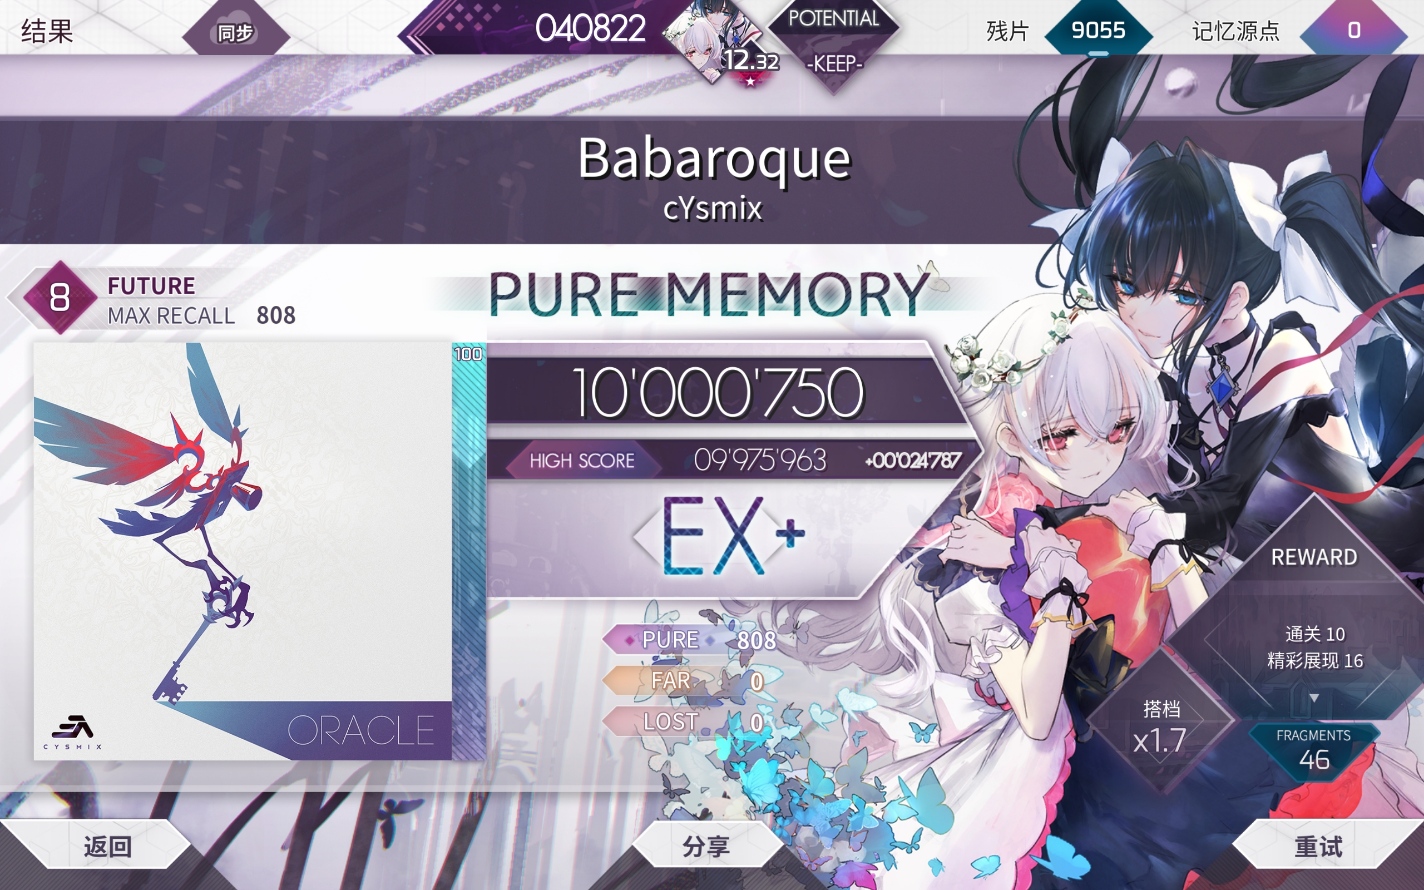 结果
同步
040822
12.32
POTENTIAL
-KEEP-
残片
9055
记忆源点
0
Babaroque
cYsmix
8
FUTURE
MAX RECALL 808
PURE MEMORY
100
10'000'750
HIGH SCORE 09'975'963 +00'024'787
EX+
PURE 808
FAR 0
LOST 0
ORACLE
CYSMIX
REWARD
通关 10
精彩展现 16
搭档
x1.7
FRAGMENTS
46
返回
分享
重试